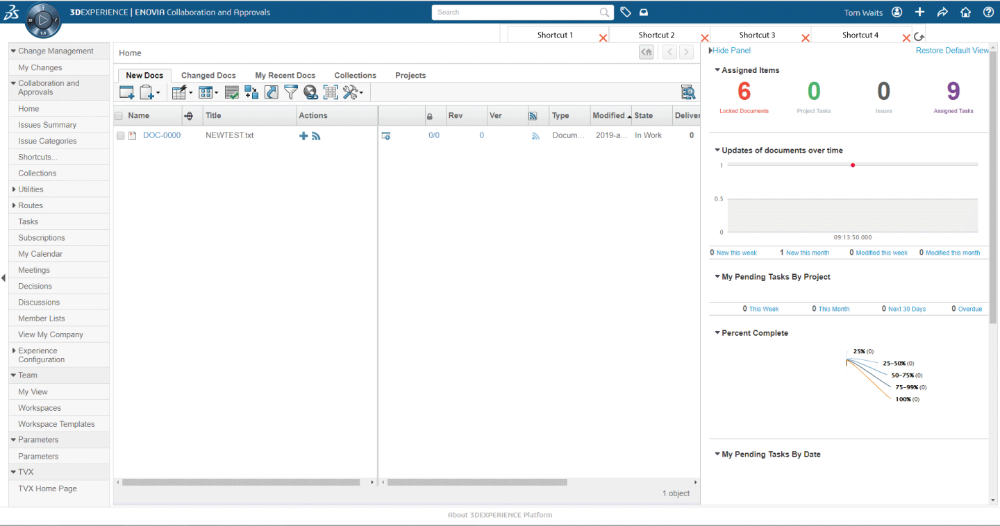 3DEXPERIENCE | ENOVIA Collaboration and Approvals
Search
Tom Waits
Shortcut 1
Shortcut 2
Shortcut 3
Shortcut 4
Change Management
My Changes
Collaboration and
Approvals
Home
Issues Summary
Issue Categories
Shortcuts...
Collections
Utilities
Routes
Tasks
Subscriptions
My Calendar
Meetings
Decisions
Discussions
Member Lists
View My Company
Experience
Configuration
Team
My View
Workspaces
Workspace Templates
Parameters
Parameters
TVX
TVX Home Page
Home
New Docs Changed Docs My Recent Docs Collections Projects
Name Title Actions Rev Ver Type Modified State Deliver
DOC-0000 NEWTEST.txt 0/0 0 Docum... 2019-a... In Work 0
1 object
Hide Panel Restore Default View
Assigned Items
6 0 0 9
Locked Documents Project Tasks Issues Assigned Tasks
Updates of documents over time
1
0.5
0
09:13:50.000
0 New this week 1 New this month 0 Modified this week 0 Modified this month
My Pending Tasks By Project
0 This Week 0 This Month 0 Next 30 Days 0 Overdue
Percent Complete
25% (0)
25–50% (0)
50–75% (0)
75–99% (0)
100% (0)
My Pending Tasks By Date
About 3DEXPERIENCE Platform